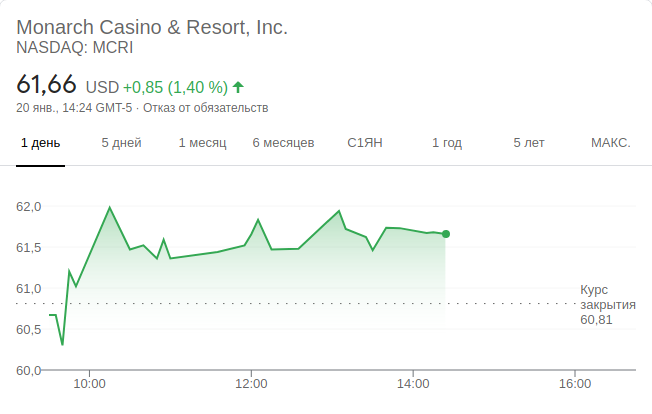 Monarch Casino & Resort, Inc.
NASDAQ: MCRI
61,66 USD +0,85 (1,40 %)
20 янв., 14:24 GMT-5 · Отказ от обязательств
1 день 5 дней 1 месяц 6 месяцев С1ЯН 1 год 5 лет МАКС.
62,0
61,5
61,0
Курс
закрытия
60,81
60,5
60,0
10:00 12:00 14:00 16:00